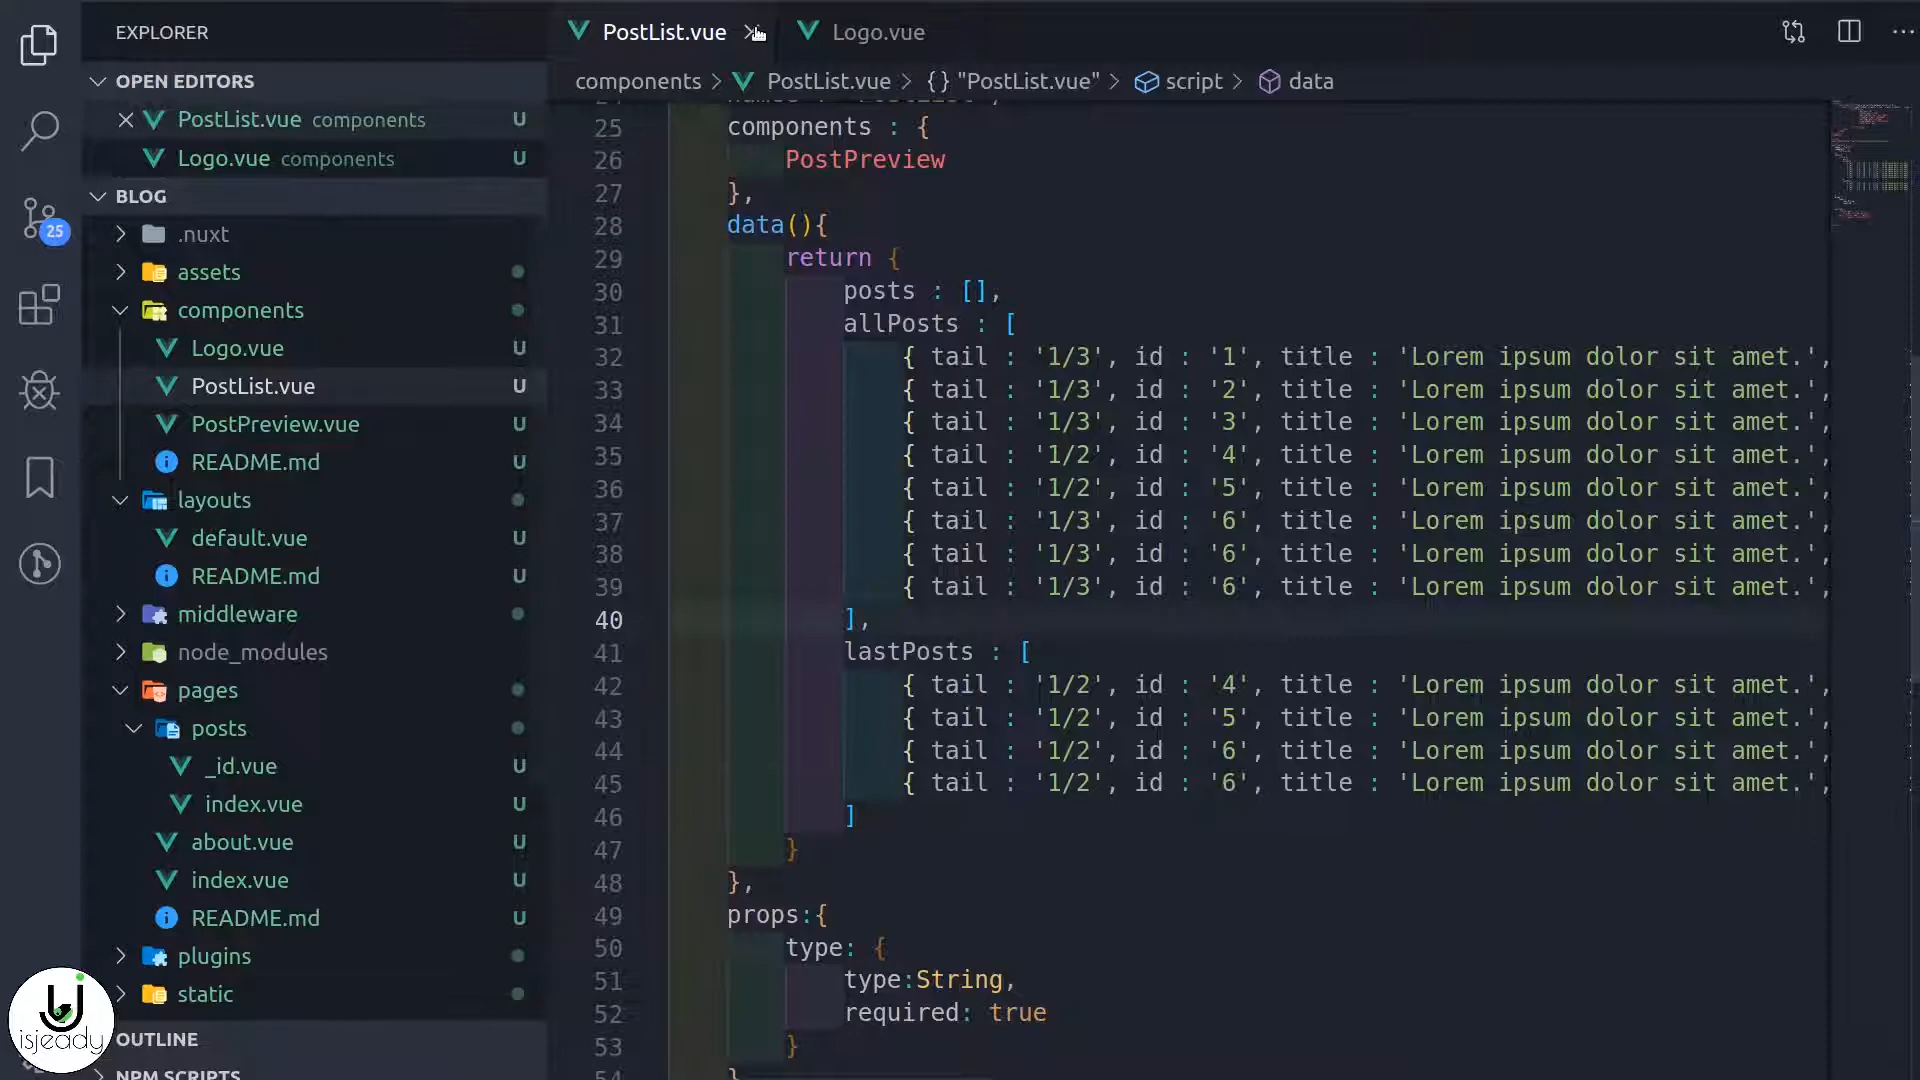 EXPLORER
OPEN EDITORS
PostList.vue components U
Logo.vue components U
BLOG
25
.nuxt
assets
components
Logo.vue U
PostList.vue U
PostPreview.vue U
README.md U
layouts
default.vue U
README.md U
middleware
node_modules
pages
posts
_id.vue U
index.vue U
about.vue U
index.vue U
README.md U
plugins
static
OUTLINE
NPM SCRIPTS
isjeady
PostList.vue
Logo.vue
components > PostList.vue > {} "PostList.vue" > script > data
25 components : {
26 PostPreview
27 },
28 data(){
29 return {
30 posts : [],
31 allPosts : [
32 { tail : '1/3', id : '1', title : 'Lorem ipsum dolor sit amet.',
33 { tail : '1/3', id : '2', title : 'Lorem ipsum dolor sit amet.',
34 { tail : '1/3', id : '3', title : 'Lorem ipsum dolor sit amet.',
35 { tail : '1/2', id : '4', title : 'Lorem ipsum dolor sit amet.',
36 { tail : '1/2', id : '5', title : 'Lorem ipsum dolor sit amet.',
37 { tail : '1/3', id : '6', title : 'Lorem ipsum dolor sit amet.',
38 { tail : '1/3', id : '6', title : 'Lorem ipsum dolor sit amet.',
39 { tail : '1/3', id : '6', title : 'Lorem ipsum dolor sit amet.',
40 ],
41 lastPosts : [
42 { tail : '1/2', id : '4', title : 'Lorem ipsum dolor sit amet.',
43 { tail : '1/2', id : '5', title : 'Lorem ipsum dolor sit amet.',
44 { tail : '1/2', id : '6', title : 'Lorem ipsum dolor sit amet.',
45 { tail : '1/2', id : '6', title : 'Lorem ipsum dolor sit amet.',
46 ]
47 }
48 },
49 props:{
50 type: {
51 type:String,
52 required: true
53 }
54 }